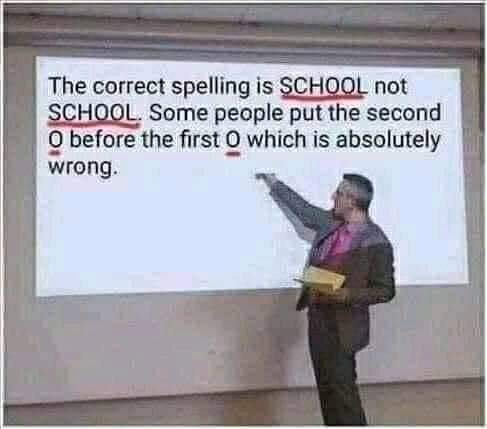 The correct spelling is SCHOOL not
SCHOOL. Some people put the second
O before the first O which is absolutely
wrong.